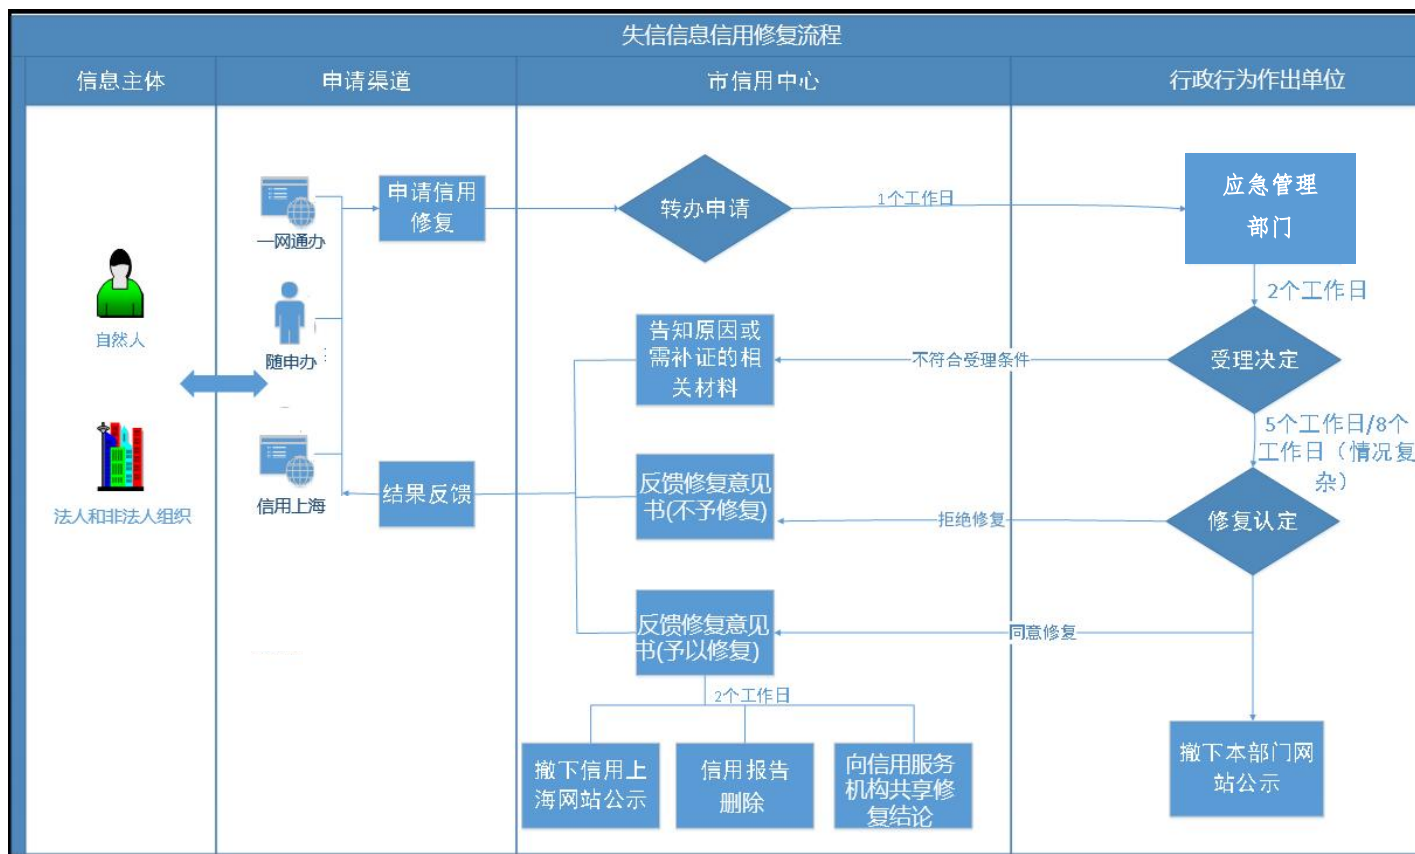 失信信息信用修复流程
信息主体
申请渠道
市信用中心
行政行为作出单位
一网通办
随申办
信用上海
自然人
法人和非法人组织
申请信用
修复
结果反馈
转办申请
1个工作日
应急管理
部门
2个工作日
告知原因或
需补证的相
关材料
不符合受理条件
受理决定
5个工作日/8个
工作日（情况复
杂）
反馈修复意见
书(不予修复)
拒绝修复
修复认定
反馈修复意见
书(予以修复)
同意修复
2个工作日
撤下信用上
海网站公示
信用报告
删除
向信用服务
机构共享修
复结论
撤下本部门网
站公示